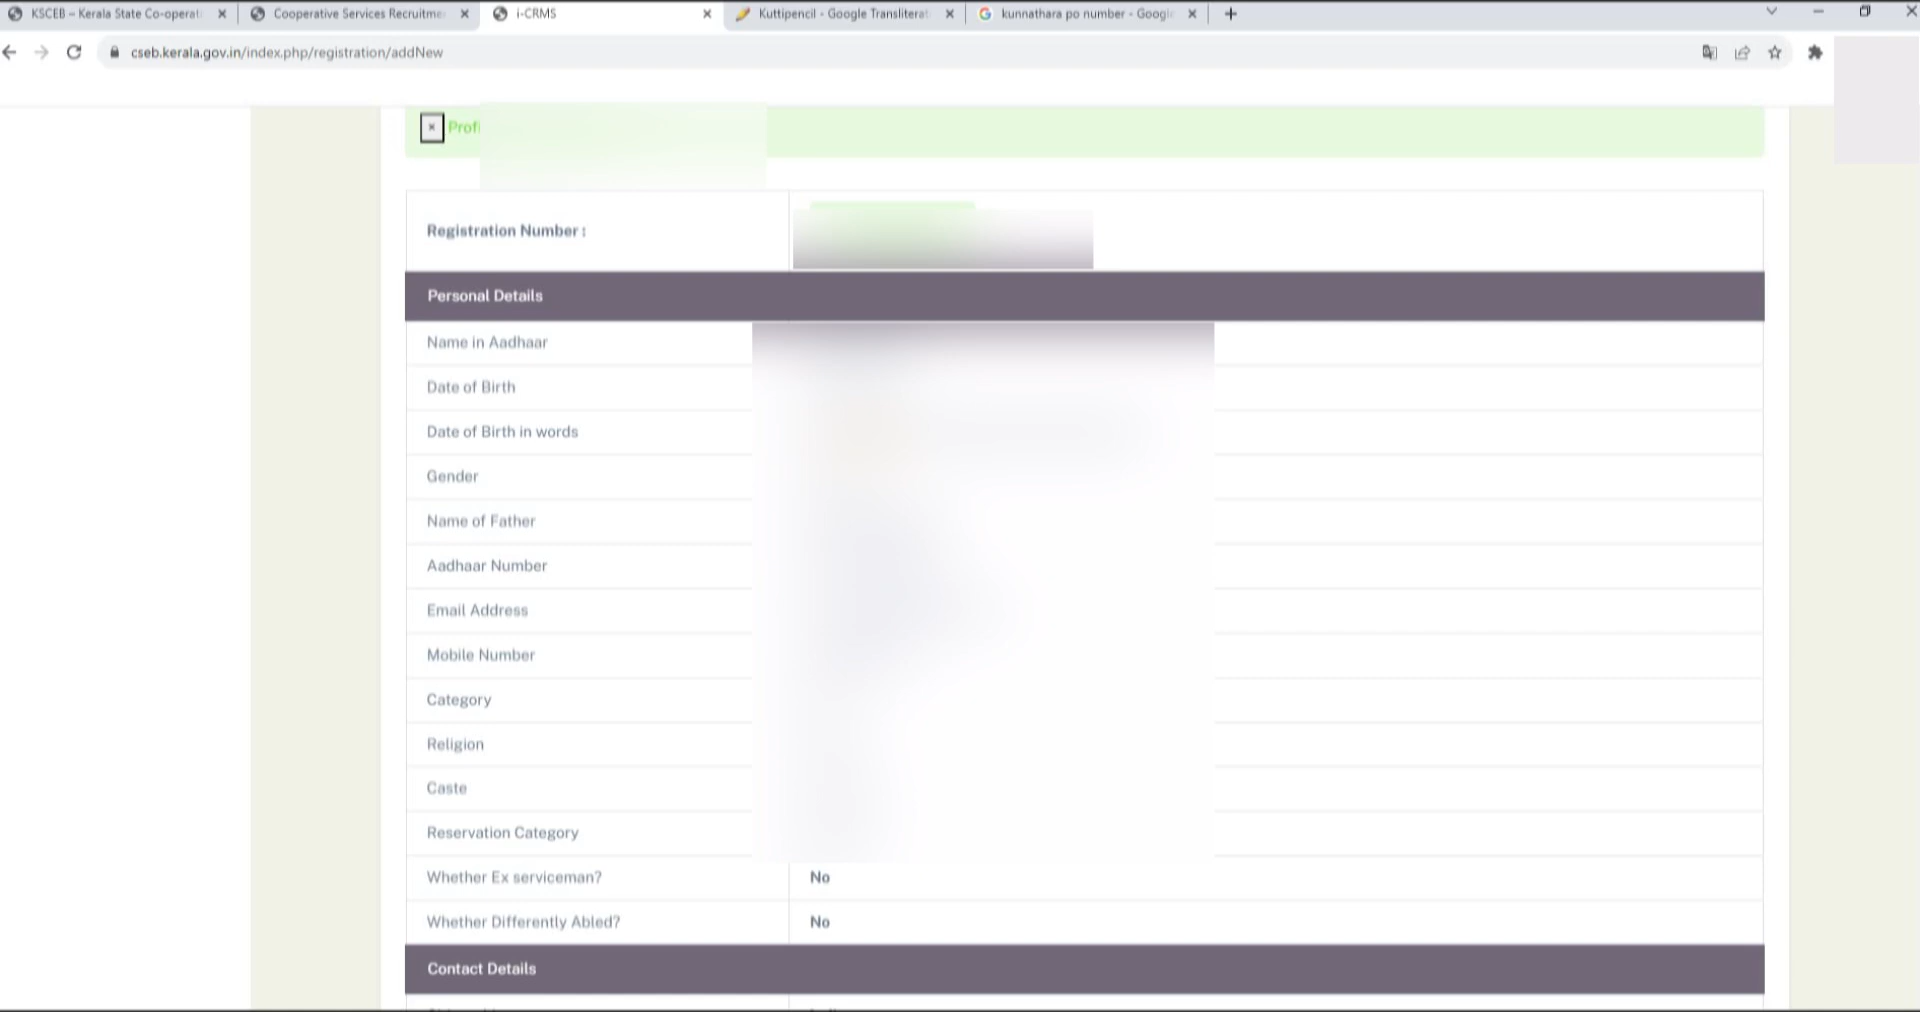 KSCEB – Kerala State Co-operati
Cooperative Services Recruitme
i-CRMS
Kuttipencil - Google Transliterat
kunnathara po number - Google
cseb.kerala.gov.in/index.php/registration/addNew
Profi
Registration Number :
Personal Details
Name in Aadhaar
Date of Birth
Date of Birth in words
Gender
Name of Father
Aadhaar Number
Email Address
Mobile Number
Category
Religion
Caste
Reservation Category
Whether Ex serviceman? No
Whether Differently Abled? No
Contact Details